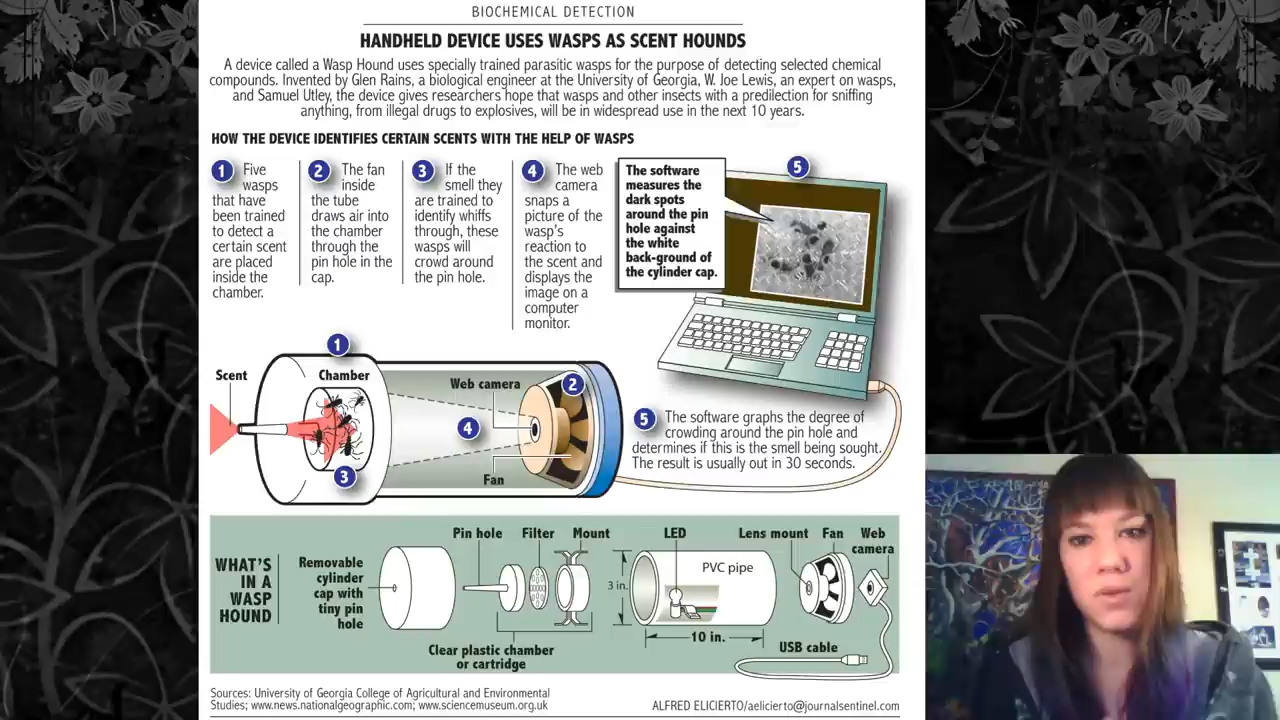 BIOCHEMICAL DETECTION
HANDHELD DEVICE USES WASPS AS SCENT HOUNDS
A device called a Wasp Hound uses specially trained parasitic wasps for the purpose of detecting selected chemical
compounds. Invented by Glen Rains, a biological engineer at the University of Georgia, W. Joe Lewis, an expert on wasps,
and Samuel Utley, the device gives researchers hope that wasps and other insects with a predilection for sniffing
anything, from illegal drugs to explosives, will be in widespread use in the next 10 years.
HOW THE DEVICE IDENTIFIES CERTAIN SCENTS WITH THE HELP OF WASPS
1 Five
wasps
that have
been trained
to detect a
certain scent
are placed
inside the
chamber.
2 The fan
inside
the tube
draws air into
the chamber
through the
pin hole in the
cap.
3 If the
smell they
are trained to
identify whiffs
through, these
wasps will
crowd around
the pin hole.
4 The web
camera
snaps a
picture of the
wasp's
reaction to
the scent and
displays the
image on a
computer
monitor.
The software
measures the
dark spots
around the pin
hole against
the white
back-ground of
the cylinder cap.
5
1
Scent
Chamber
3
Web camera
2
4
Fan
5 The software graphs the degree of
crowding around the pin hole and
determines if this is the smell being sought.
The result is usually out in 30 seconds.
WHAT'S
IN A
WASP
HOUND
Removable
cylinder
cap with
tiny pin
hole
Pin hole
Filter
Mount
Clear plastic chamber
or cartridge
3 in.
LED
PVC pipe
10 in.
Lens mount
Fan
Web
camera
USB cable
Sources: University of Georgia College of Agricultural and Environmental
Studies; www.news.nationalgeographic.com; www.sciencemuseum.org.uk
ALFRED ELICIERTO/aelicierto@journalsentinel.com